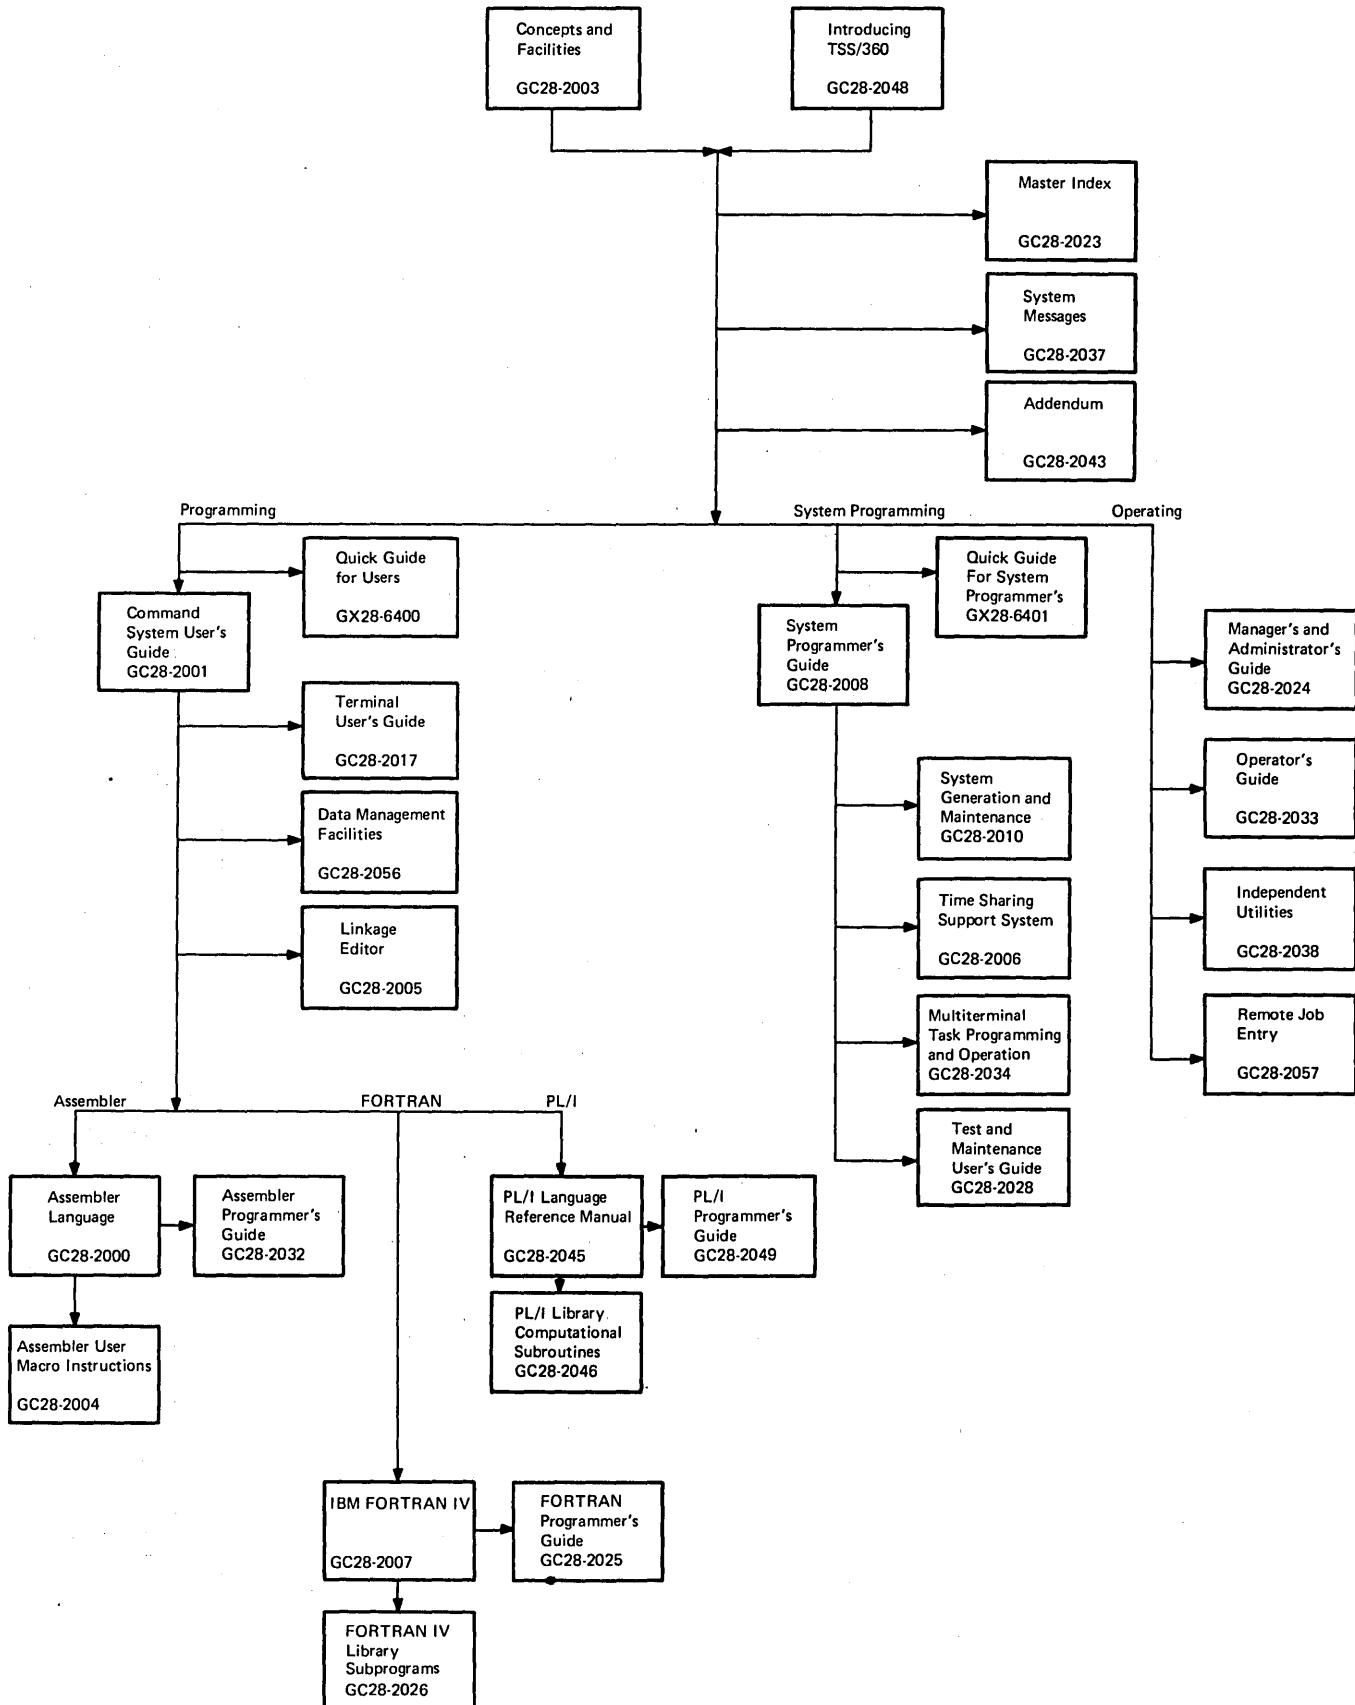 Concepts and
Facilities
GC28-2003
Introducing
TSS/360
GC28-2048
Master Index
GC28-2023
System
Messages
GC28-2037
Addendum
GC28-2043
Programming
System Programming
Operating
Quick Guide
for Users
GX28-6400
Command
System User's
Guide
GC28-2001
Terminal
User's Guide
GC28-2017
Data Management
Facilities
GC28-2056
Linkage
Editor
GC28-2005
Quick Guide
For System
Programmer's
GX28-6401
System
Programmer's
Guide
GC28-2008
System
Generation and
Maintenance
GC28-2010
Time Sharing
Support System
GC28-2006
Multiterminal
Task Programming
and Operation
GC28-2034
Test and
Maintenance
User's Guide
GC28-2028
Manager's and
Administrator's
Guide
GC28-2024
Operator's
Guide
GC28-2033
Independent
Utilities
GC28-2038
Remote Job
Entry
GC28-2057
Assembler
FORTRAN
PL/I
Assembler
Language
GC28-2000
Assembler
Programmer's
Guide
GC28-2032
Assembler User
Macro Instructions
GC28-2004
PL/I Language
Reference Manual
GC28-2045
PL/I
Programmer's
Guide
GC28-2049
PL/I Library
Computational
Subroutines
GC28-2046
IBM FORTRAN IV
GC28-2007
FORTRAN
Programmer's
Guide
GC28-2025
FORTRAN IV
Library
Subprograms
GC28-2026